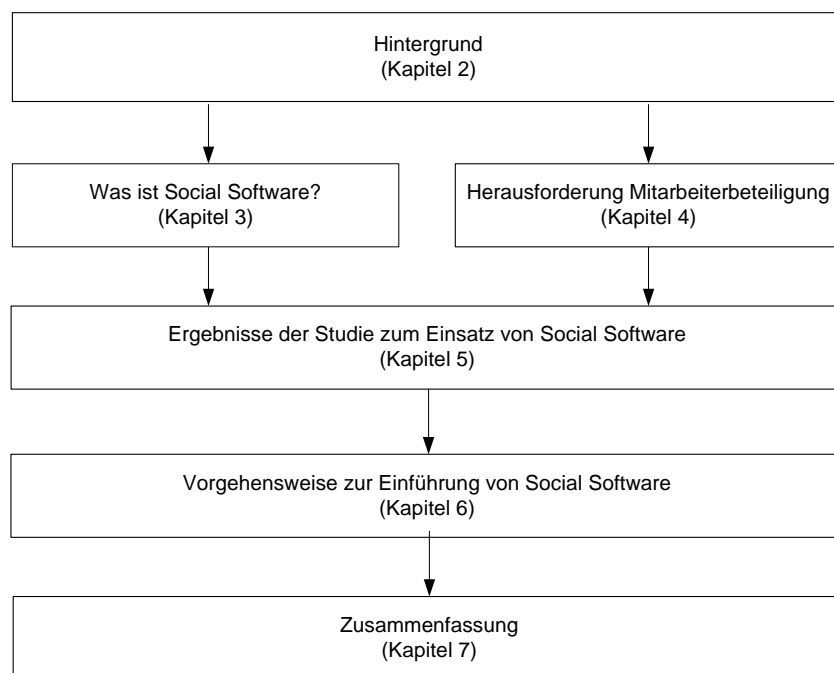 Hintergrund
(Kapitel 2)
Was ist Social Software?
(Kapitel 3)
Herausforderung Mitarbeiterbeteiligung
(Kapitel 4)
Ergebnisse der Studie zum Einsatz von Social Software
(Kapitel 5)
Vorgehensweise zur Einführung von Social Software
(Kapitel 6)
Zusammenfassung
(Kapitel 7)